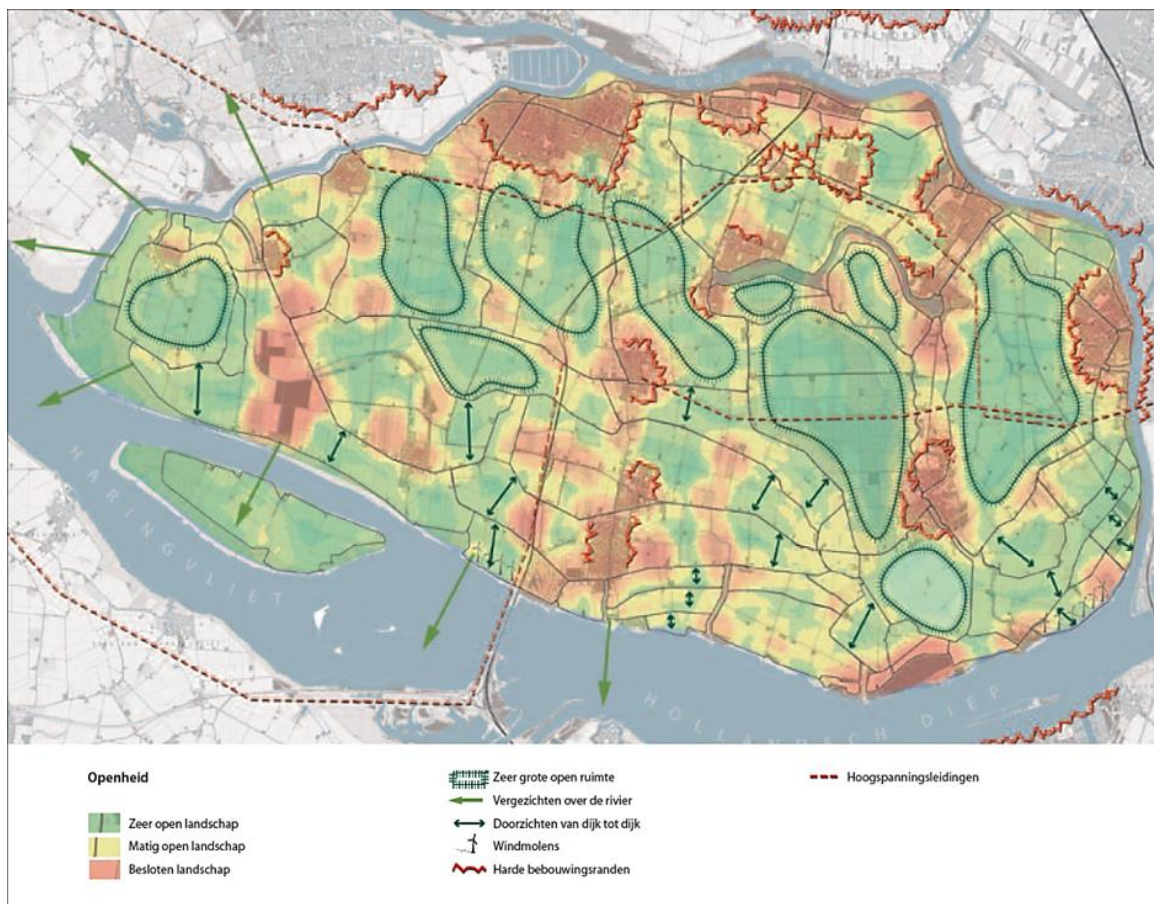 HARINGVLIET
HOLLANDSCH DIEP
Openheid
Zeer open landschap
Matig open landschap
Besloten landschap
Zeer grote open ruimte
Vergezichten over de rivier
Doorzichten van dijk tot dijk
Windmolens
Harde bebouwingsranden
Hoogspanningsleidingen